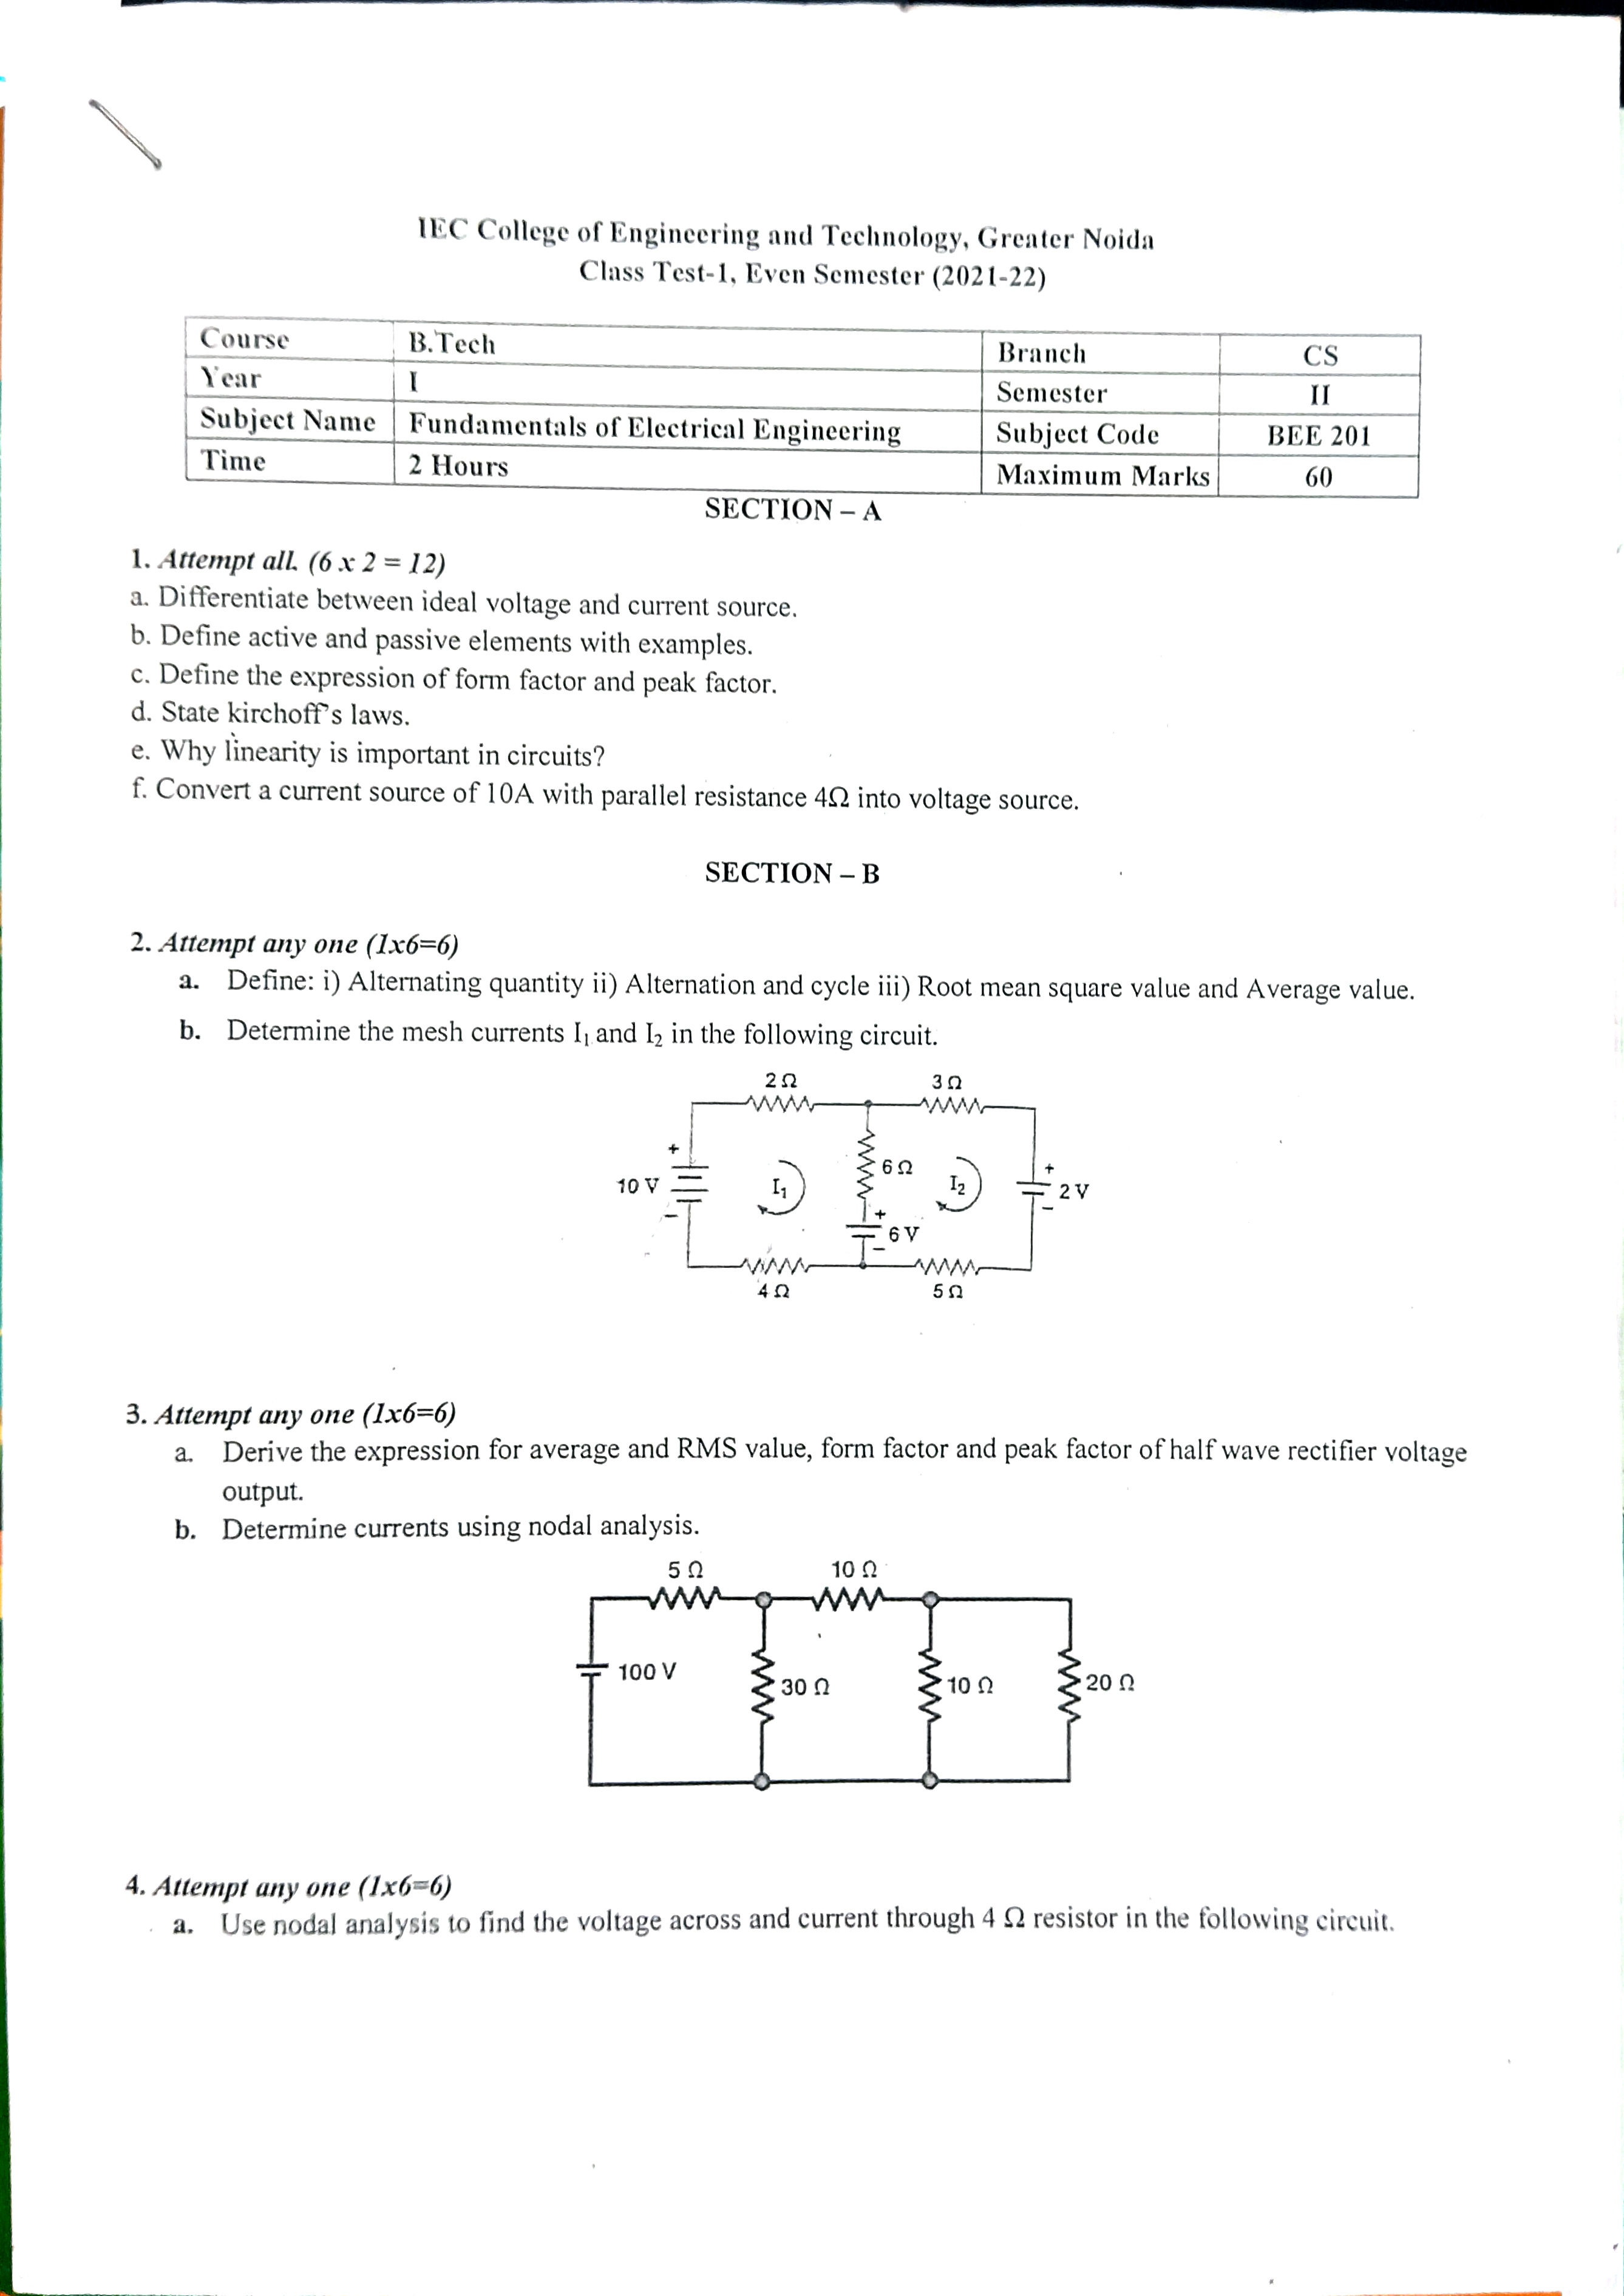 IEC College of Engineering and Technology, Greater Noida
Class Test-1, Even Semester (2021-22)
Course B.Tech Branch CS
Year I Semester II
Subject Name Fundamentals of Electrical Engineering Subject Code BEE 201
Time 2 Hours Maximum Marks 60
SECTION – A
1. Attempt all. (6 x 2 = 12)
a. Differentiate between ideal voltage and current source.
b. Define active and passive elements with examples.
c. Define the expression of form factor and peak factor.
d. State kirchoff's laws.
e. Why linearity is important in circuits?
f. Convert a current source of 10A with parallel resistance 4Ω into voltage source.
SECTION – B
2. Attempt any one (1x6=6)
a. Define: i) Alternating quantity ii) Alternation and cycle iii) Root mean square value and Average value.
b. Determine the mesh currents I₁ and I₂ in the following circuit.
2 Ω 3 Ω
+ 6 Ω +
10 V I₁ I₂ 2 V
− + −
6 V
−
4 Ω 5 Ω
3. Attempt any one (1x6=6)
a. Derive the expression for average and RMS value, form factor and peak factor of half wave rectifier voltage
output.
b. Determine currents using nodal analysis.
5 Ω 10 Ω
100 V 30 Ω 10 Ω 20 Ω
4. Attempt any one (1x6=6)
a. Use nodal analysis to find the voltage across and current through 4 Ω resistor in the following circuit.